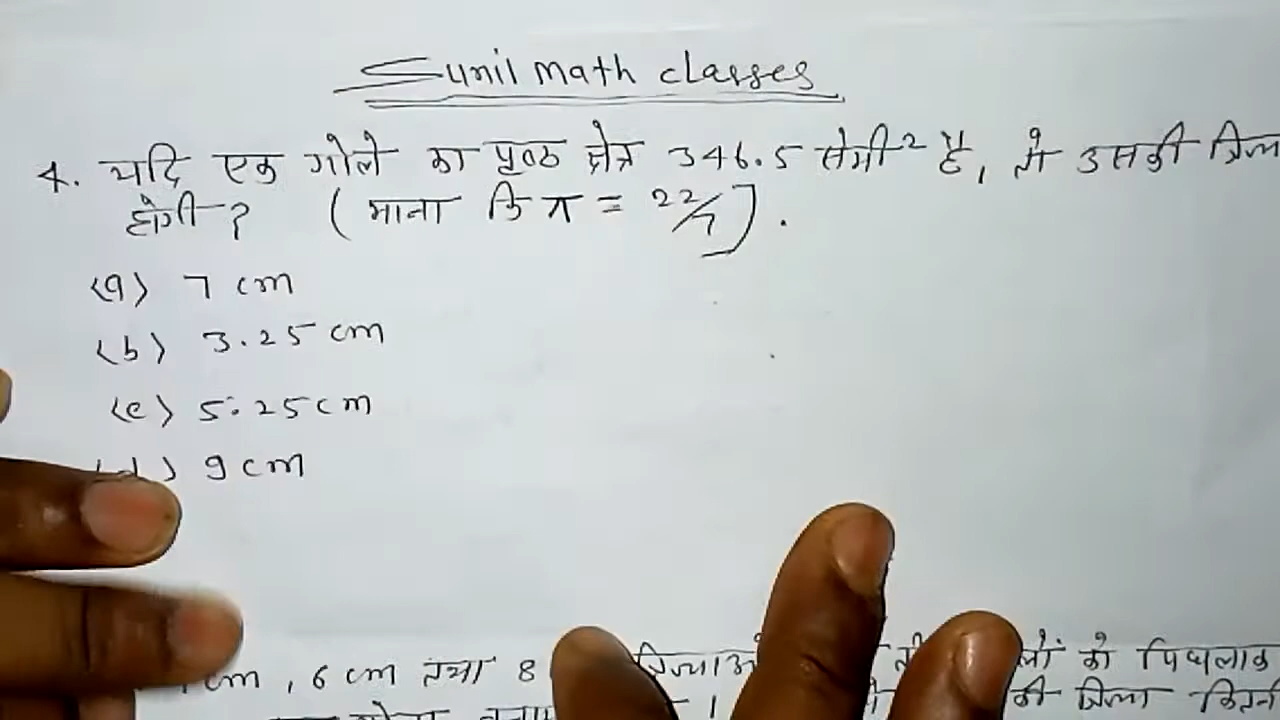 Sunil Math classes
4. यदि एक गोले का पृष्ठ क्षेत्र 346.5 सेमी² है, तो उसकी
होगी? ( माना कि π = 22/7 ] .
(a) 7 cm
(b) 3.25 cm
(c) 5.25 cm
(d) 9 cm
cm , 6 cm तथा 8 को पिघलाक
की त्रिज्या कितनी